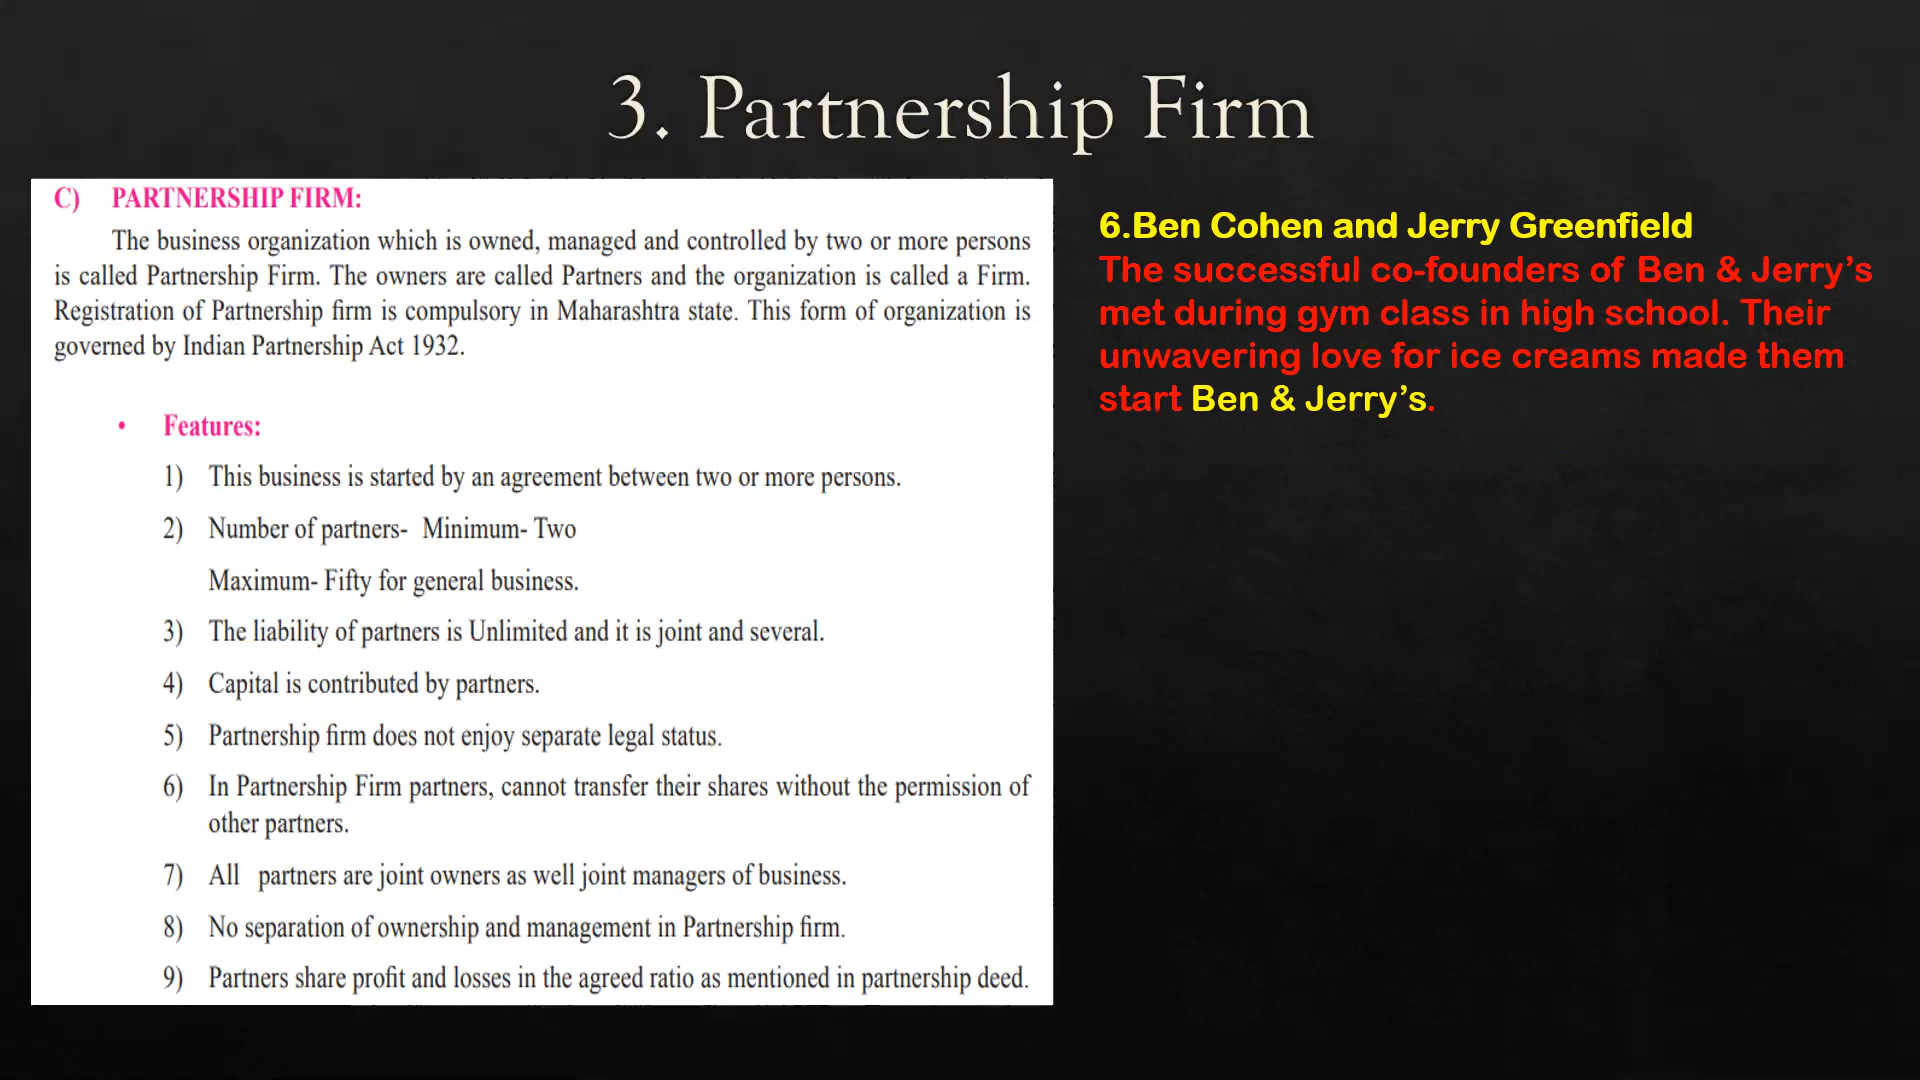 3. Partnership Firm
C) PARTNERSHIP FIRM:
The business organization which is owned, managed and controlled by two or more persons
is called Partnership Firm. The owners are called Partners and the organization is called a Firm.
Registration of Partnership firm is compulsory in Maharashtra state. This form of organization is
governed by Indian Partnership Act 1932.
• Features:
1) This business is started by an agreement between two or more persons.
2) Number of partners- Minimum- Two
Maximum- Fifty for general business.
3) The liability of partners is Unlimited and it is joint and several.
4) Capital is contributed by partners.
5) Partnership firm does not enjoy separate legal status.
6) In Partnership Firm partners, cannot transfer their shares without the permission of
other partners.
7) All partners are joint owners as well joint managers of business.
8) No separation of ownership and management in Partnership firm.
9) Partners share profit and losses in the agreed ratio as mentioned in partnership deed.
6.Ben Cohen and Jerry Greenfield
The successful co-founders of Ben & Jerry’s
met during gym class in high school. Their
unwavering love for ice creams made them
start Ben & Jerry’s.